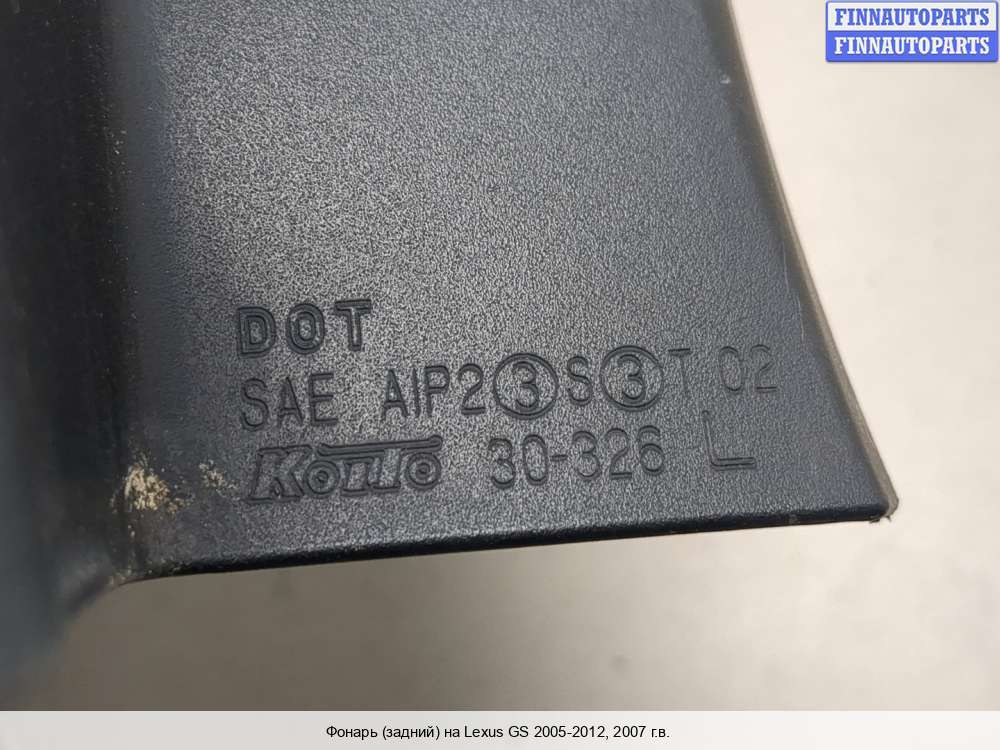 FINNAUTOPARTS
FINNAUTOPARTS
DOT
SAE AIP2③S③T 02
Koito 30-326 L
Фонарь (задний) на Lexus GS 2005-2012, 2007 г.в.